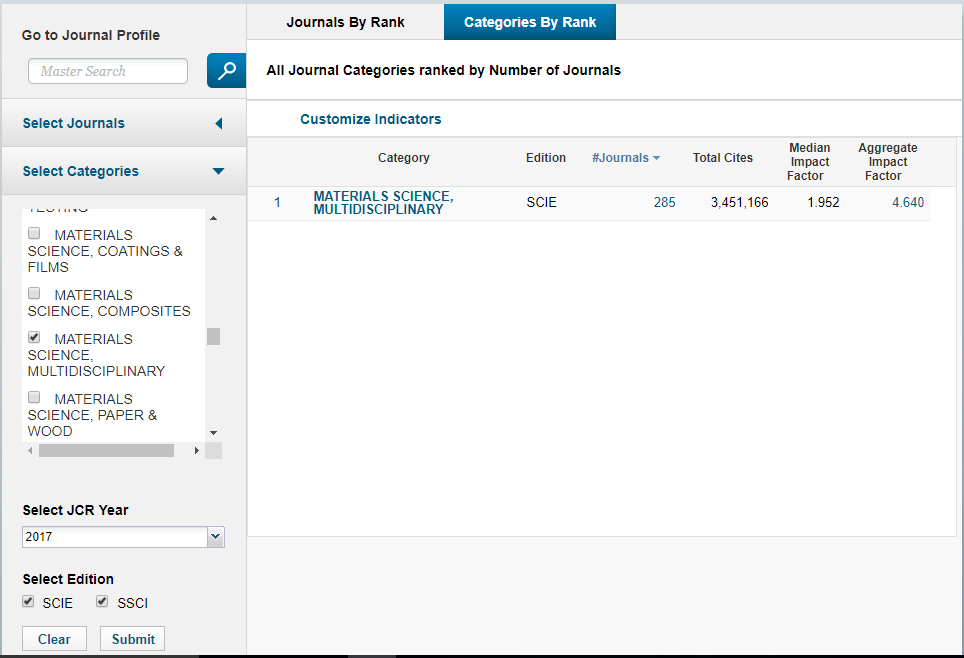 Go to Journal Profile
Master Search
Select Journals
Select Categories
TESTING
MATERIALS
SCIENCE, COATINGS &
FILMS
MATERIALS
SCIENCE, COMPOSITES
MATERIALS
SCIENCE,
MULTIDISCIPLINARY
MATERIALS
SCIENCE, PAPER &
WOOD
Select JCR Year
2017
Select Edition
SCIE SSCI
Clear Submit
Journals By Rank Categories By Rank
All Journal Categories ranked by Number of Journals
Customize Indicators
Category Edition #Journals Total Cites Median Impact Factor Aggregate Impact Factor
1 MATERIALS SCIENCE, MULTIDISCIPLINARY SCIE 285 3,451,166 1.952 4.640